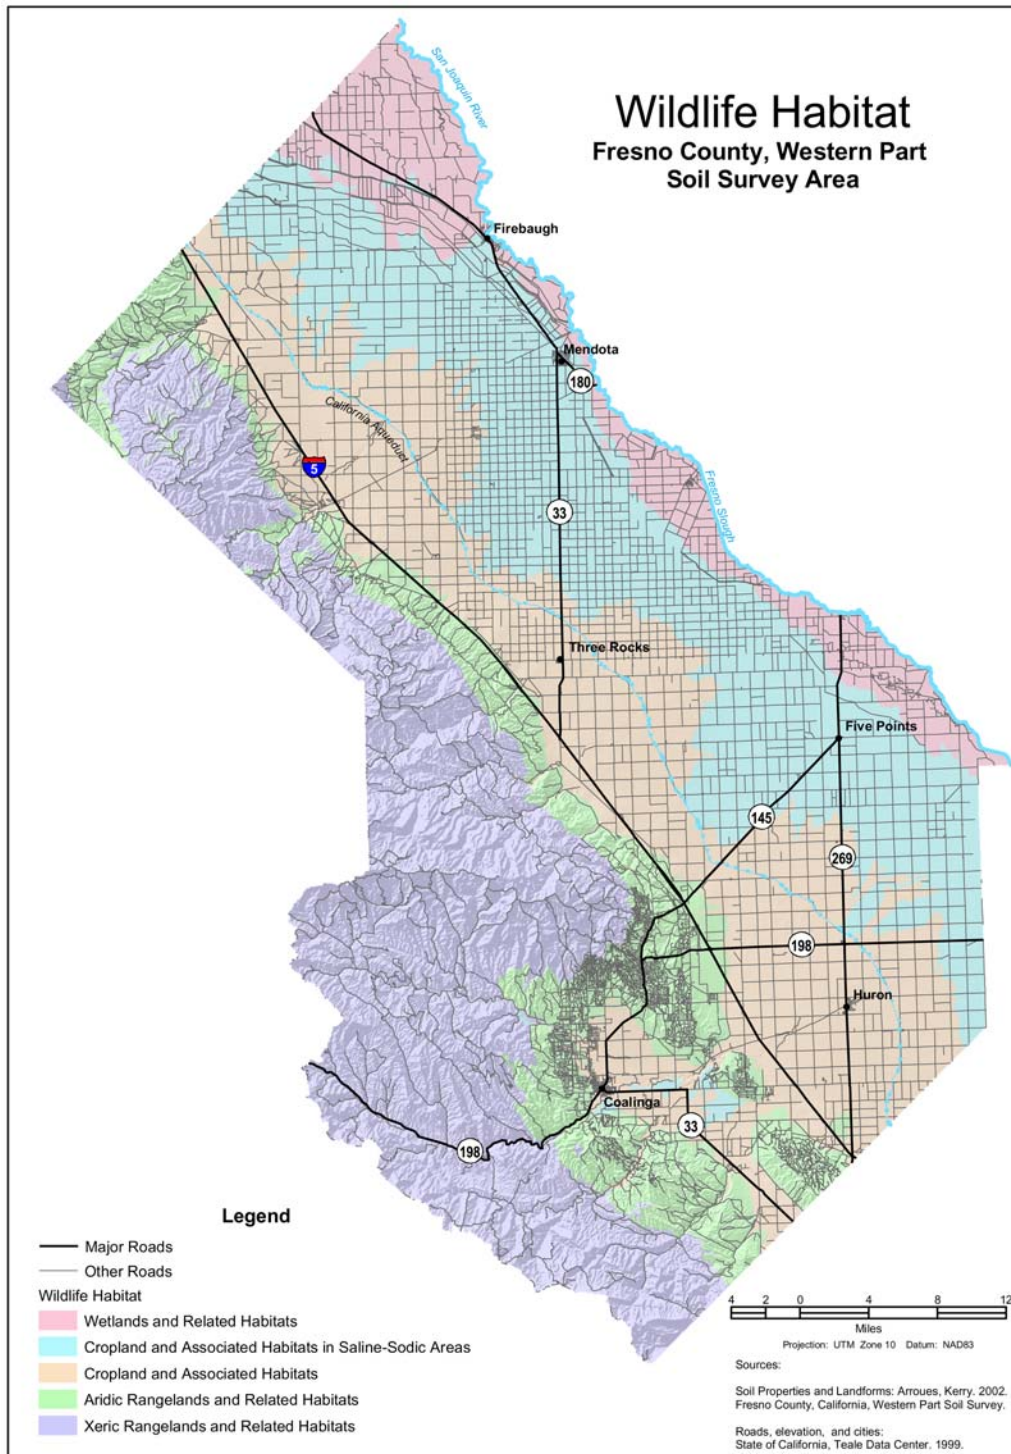 Wildlife Habitat
Fresno County, Western Part
Soil Survey Area
San Joaquin River
Firebaugh
Mendota
180
California Aqueduct
5
33
Fresno Slough
Three Rocks
Five Points
145
269
198
Huron
Coalinga
33
198
Legend
Major Roads
Other Roads
Wildlife Habitat
Wetlands and Related Habitats
Cropland and Associated Habitats in Saline-Sodic Areas
Cropland and Associated Habitats
Aridic Rangelands and Related Habitats
Xeric Rangelands and Related Habitats
4 2 0 4 8 12
Miles
Projection: UTM Zone 10 Datum: NAD83
Sources:
Soil Properties and Landforms: Arroues, Kerry. 2002.
Fresno County, California, Western Part Soil Survey.
Roads, elevation, and cities:
State of California, Teale Data Center. 1999.